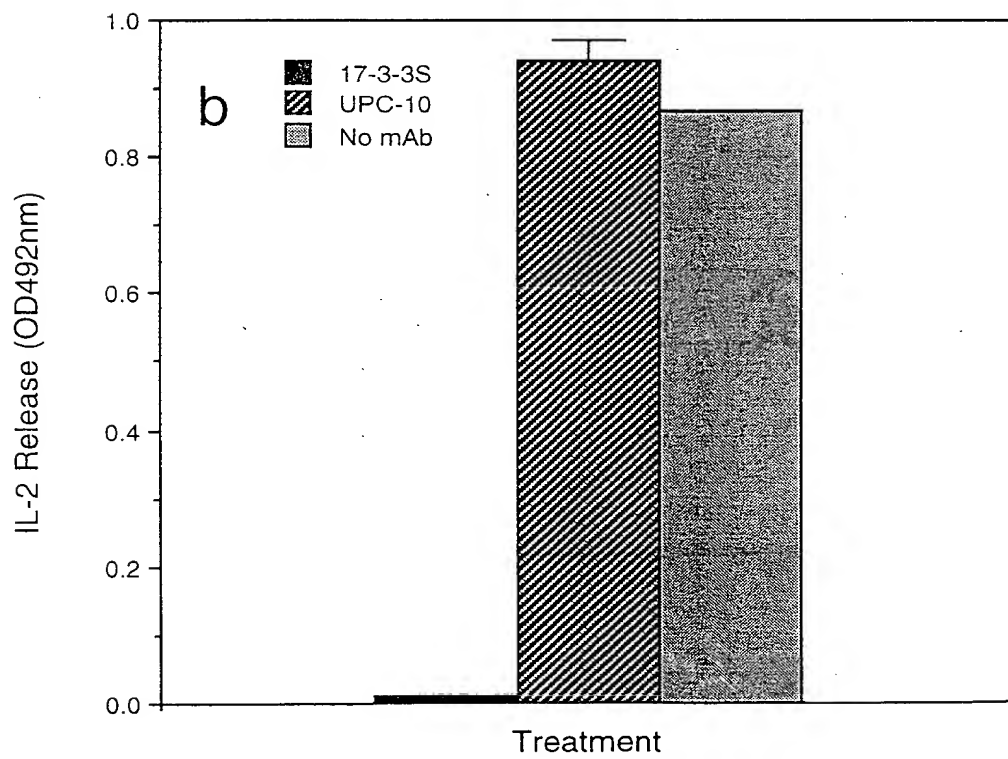 1.0
b
17-3-3S
UPC-10
No mAb
0.8
0.6
0.4
0.2
0.0
IL-2 Release (OD492nm)
Treatment